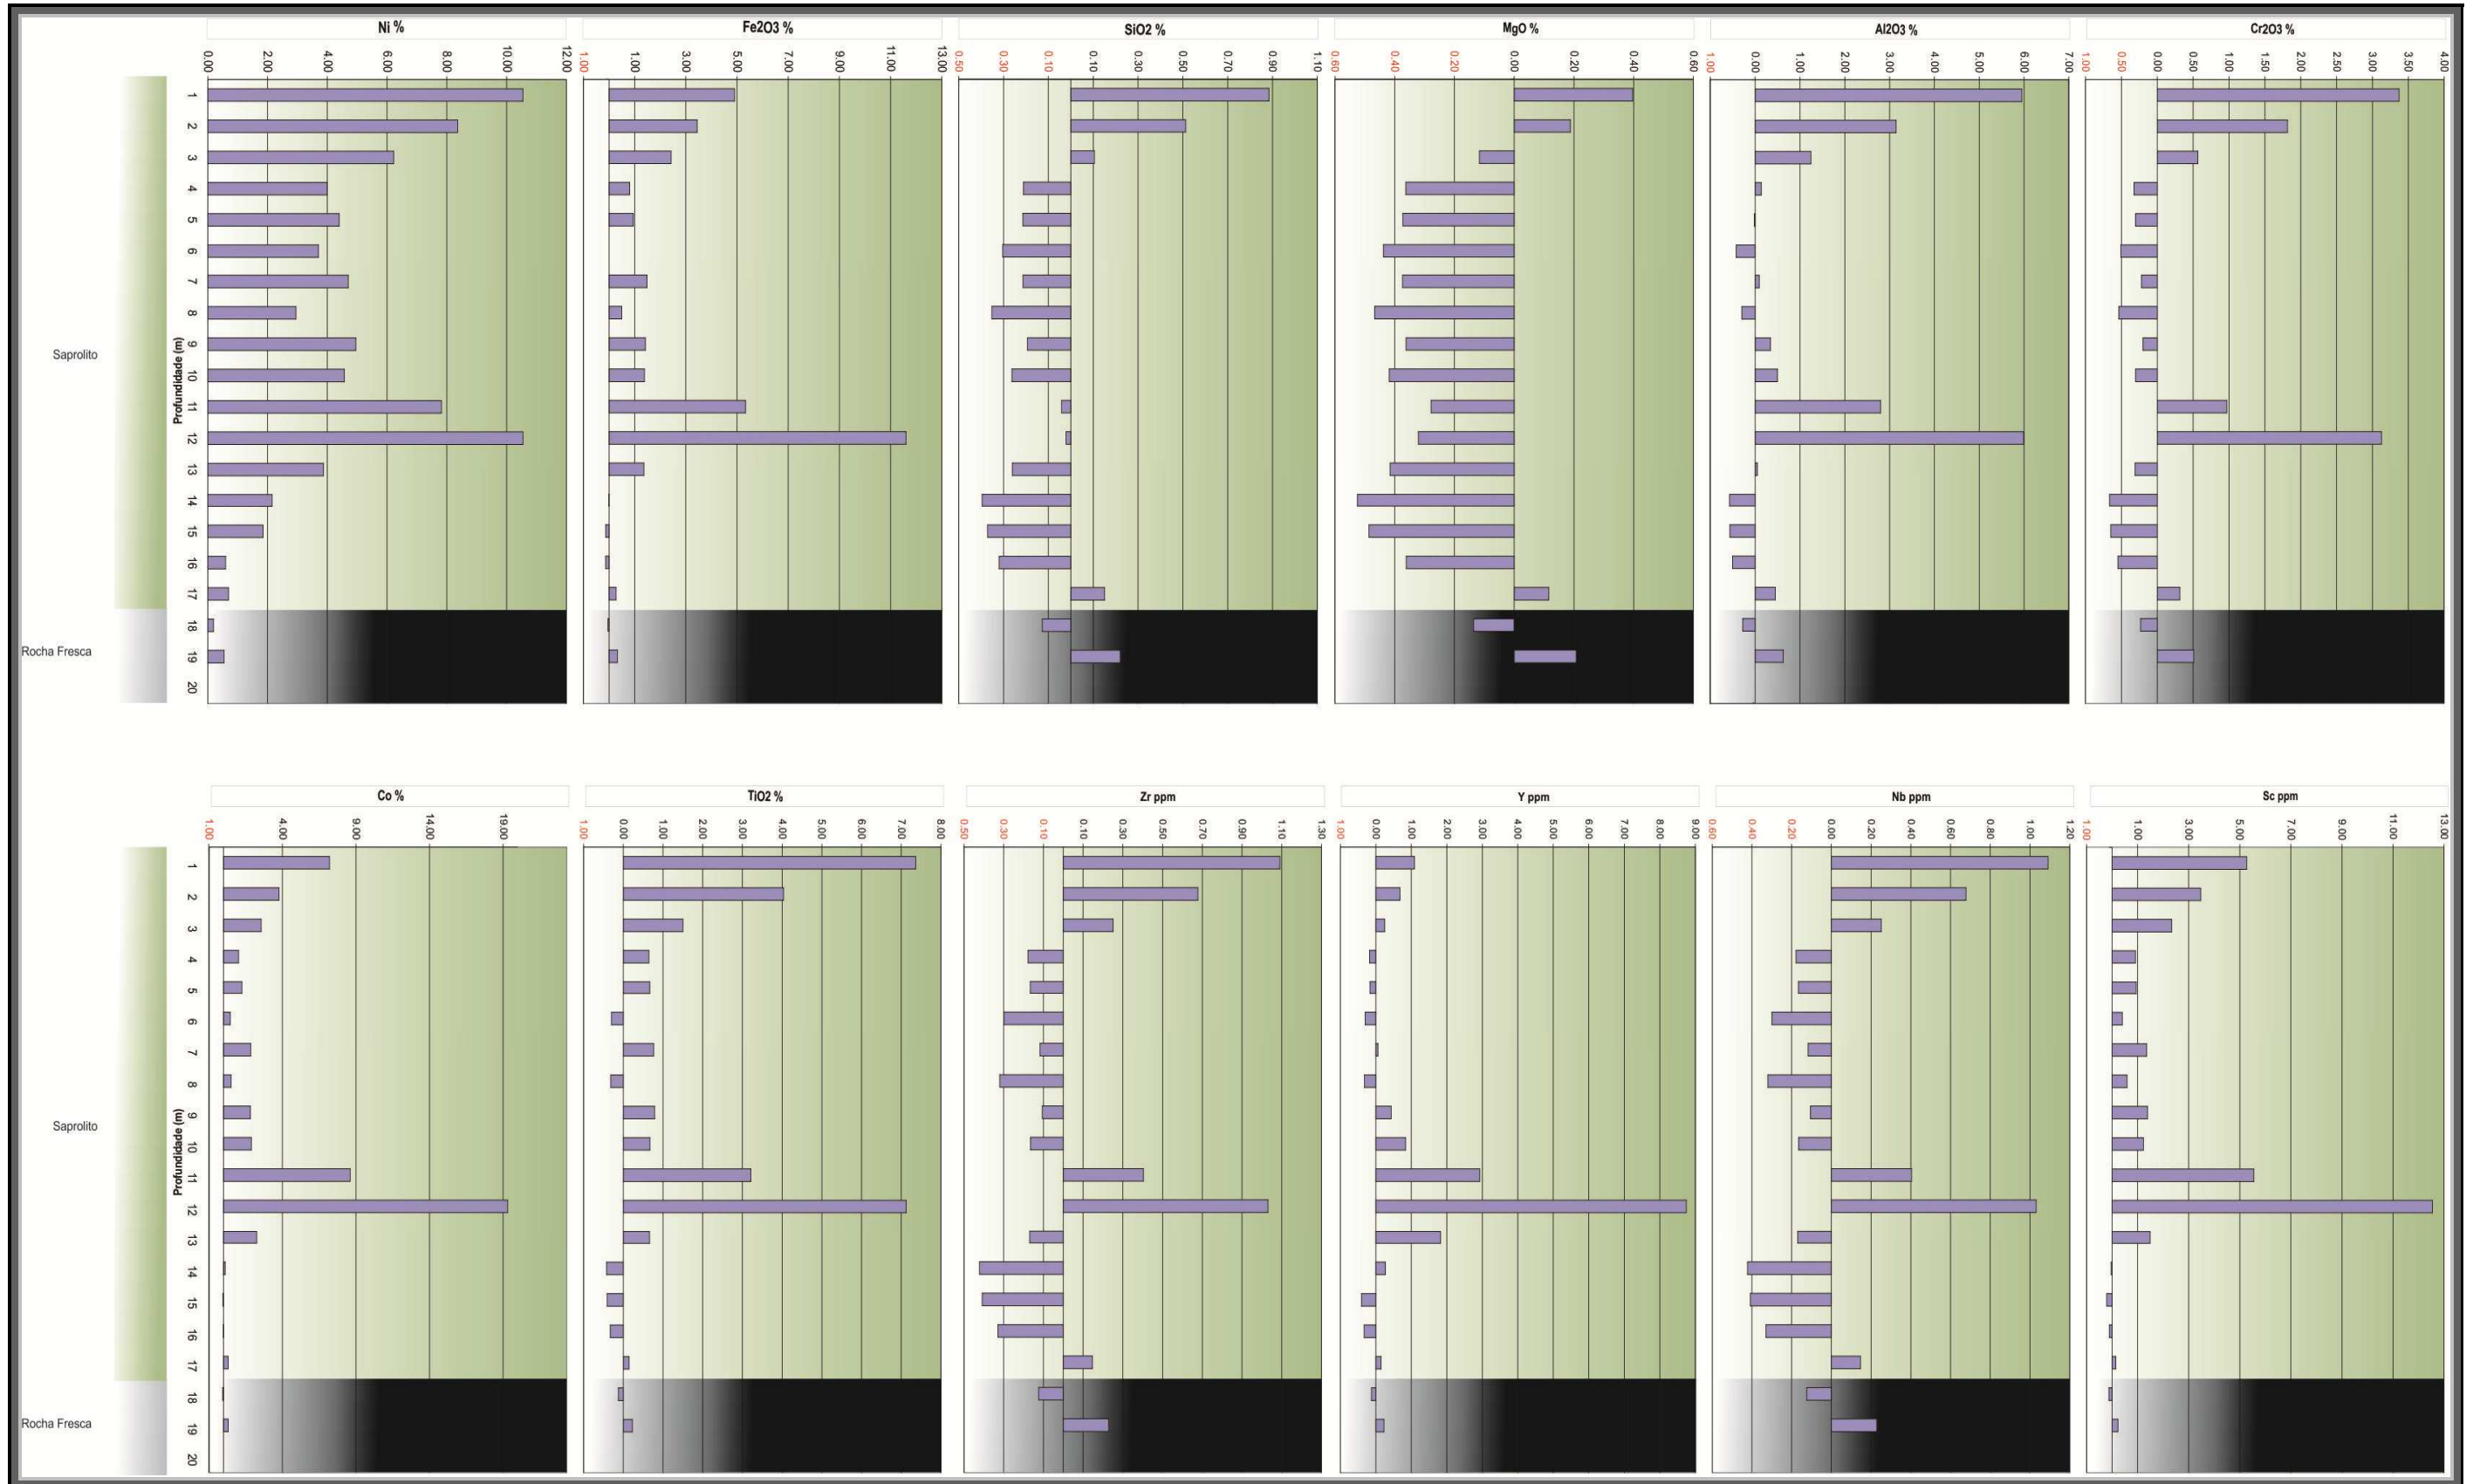 Ni %
Fe2O3 %
SiO2 %
MgO %
Al2O3 %
Cr2O3 %
0.00 2.00 4.00 6.00 8.00 10.00 12.00
1.00 1.00 3.00 5.00 7.00 9.00 11.00 13.00
0.50 0.30 0.10 0.10 0.30 0.50 0.70 0.90 1.10
0.60 0.40 0.20 0.00 0.20 0.40 0.60
1.00 0.00 1.00 2.00 3.00 4.00 5.00 6.00 7.00
1.00 0.50 0.00 0.50 1.00 1.50 2.00 2.50 3.00 3.50 4.00
1
2
3
4
5
6
7
8
9
10
11
12
13
14
15
16
17
18
19
20
Profundidade (m)
Saprolito
Rocha Fresca
Co %
TiO2 %
Zr ppm
Y ppm
Nb ppm
Sc ppm
1.00 4.00 9.00 14.00 19.00
1.00 0.00 1.00 2.00 3.00 4.00 5.00 6.00 7.00 8.00
0.50 0.30 0.10 0.10 0.30 0.50 0.70 0.90 1.10 1.30
1.00 0.00 1.00 2.00 3.00 4.00 5.00 6.00 7.00 8.00 9.00
0.60 0.40 0.20 0.00 0.20 0.40 0.60 0.80 1.00 1.20
1.00 1.00 3.00 5.00 7.00 9.00 11.00 13.00
1
2
3
4
5
6
7
8
9
10
11
12
13
14
15
16
17
18
19
20
Profundidade (m)
Saprolito
Rocha Fresca